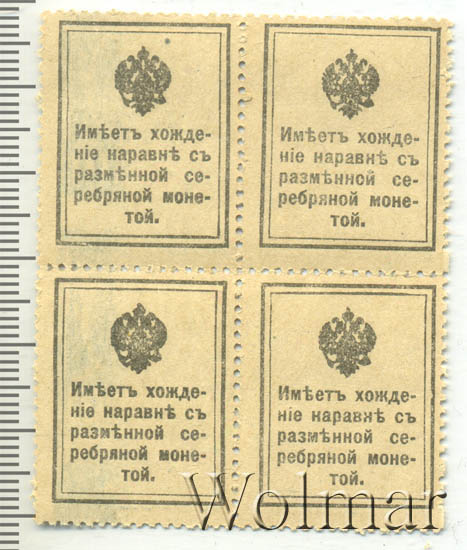 Имѣетъ хожде-
ніе наравнѣ съ
размѣнной се-
ребряной моне-
той.
Имѣетъ хожде-
ніе наравнѣ съ
размѣнной се-
ребряной моне-
той.
Имѣетъ хожде-
ніе наравнѣ съ
размѣнной се-
ребряной моне-
той.
Имѣетъ хожде-
ніе наравнѣ съ
размѣнной се-
ребряной моне-
той.
Wolmar